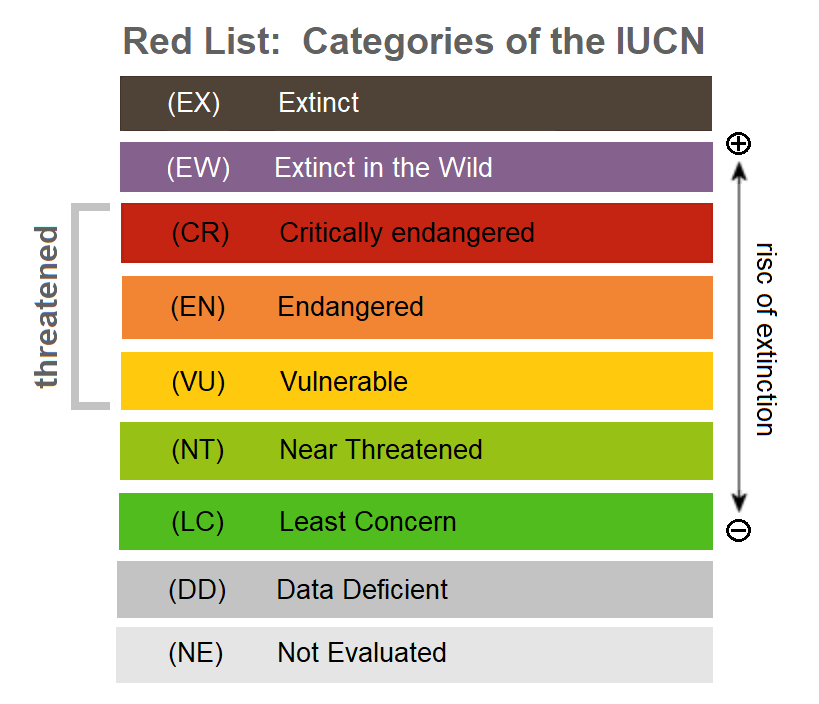 Red List:  Categories of the IUCN
(EX) Extinct
(EW) Extinct in the Wild
threatened
(CR) Critically endangered
(EN) Endangered
(VU) Vulnerable
(NT) Near Threatened
(LC) Least Concern
(DD) Data Deficient
(NE) Not Evaluated
risc of extinction